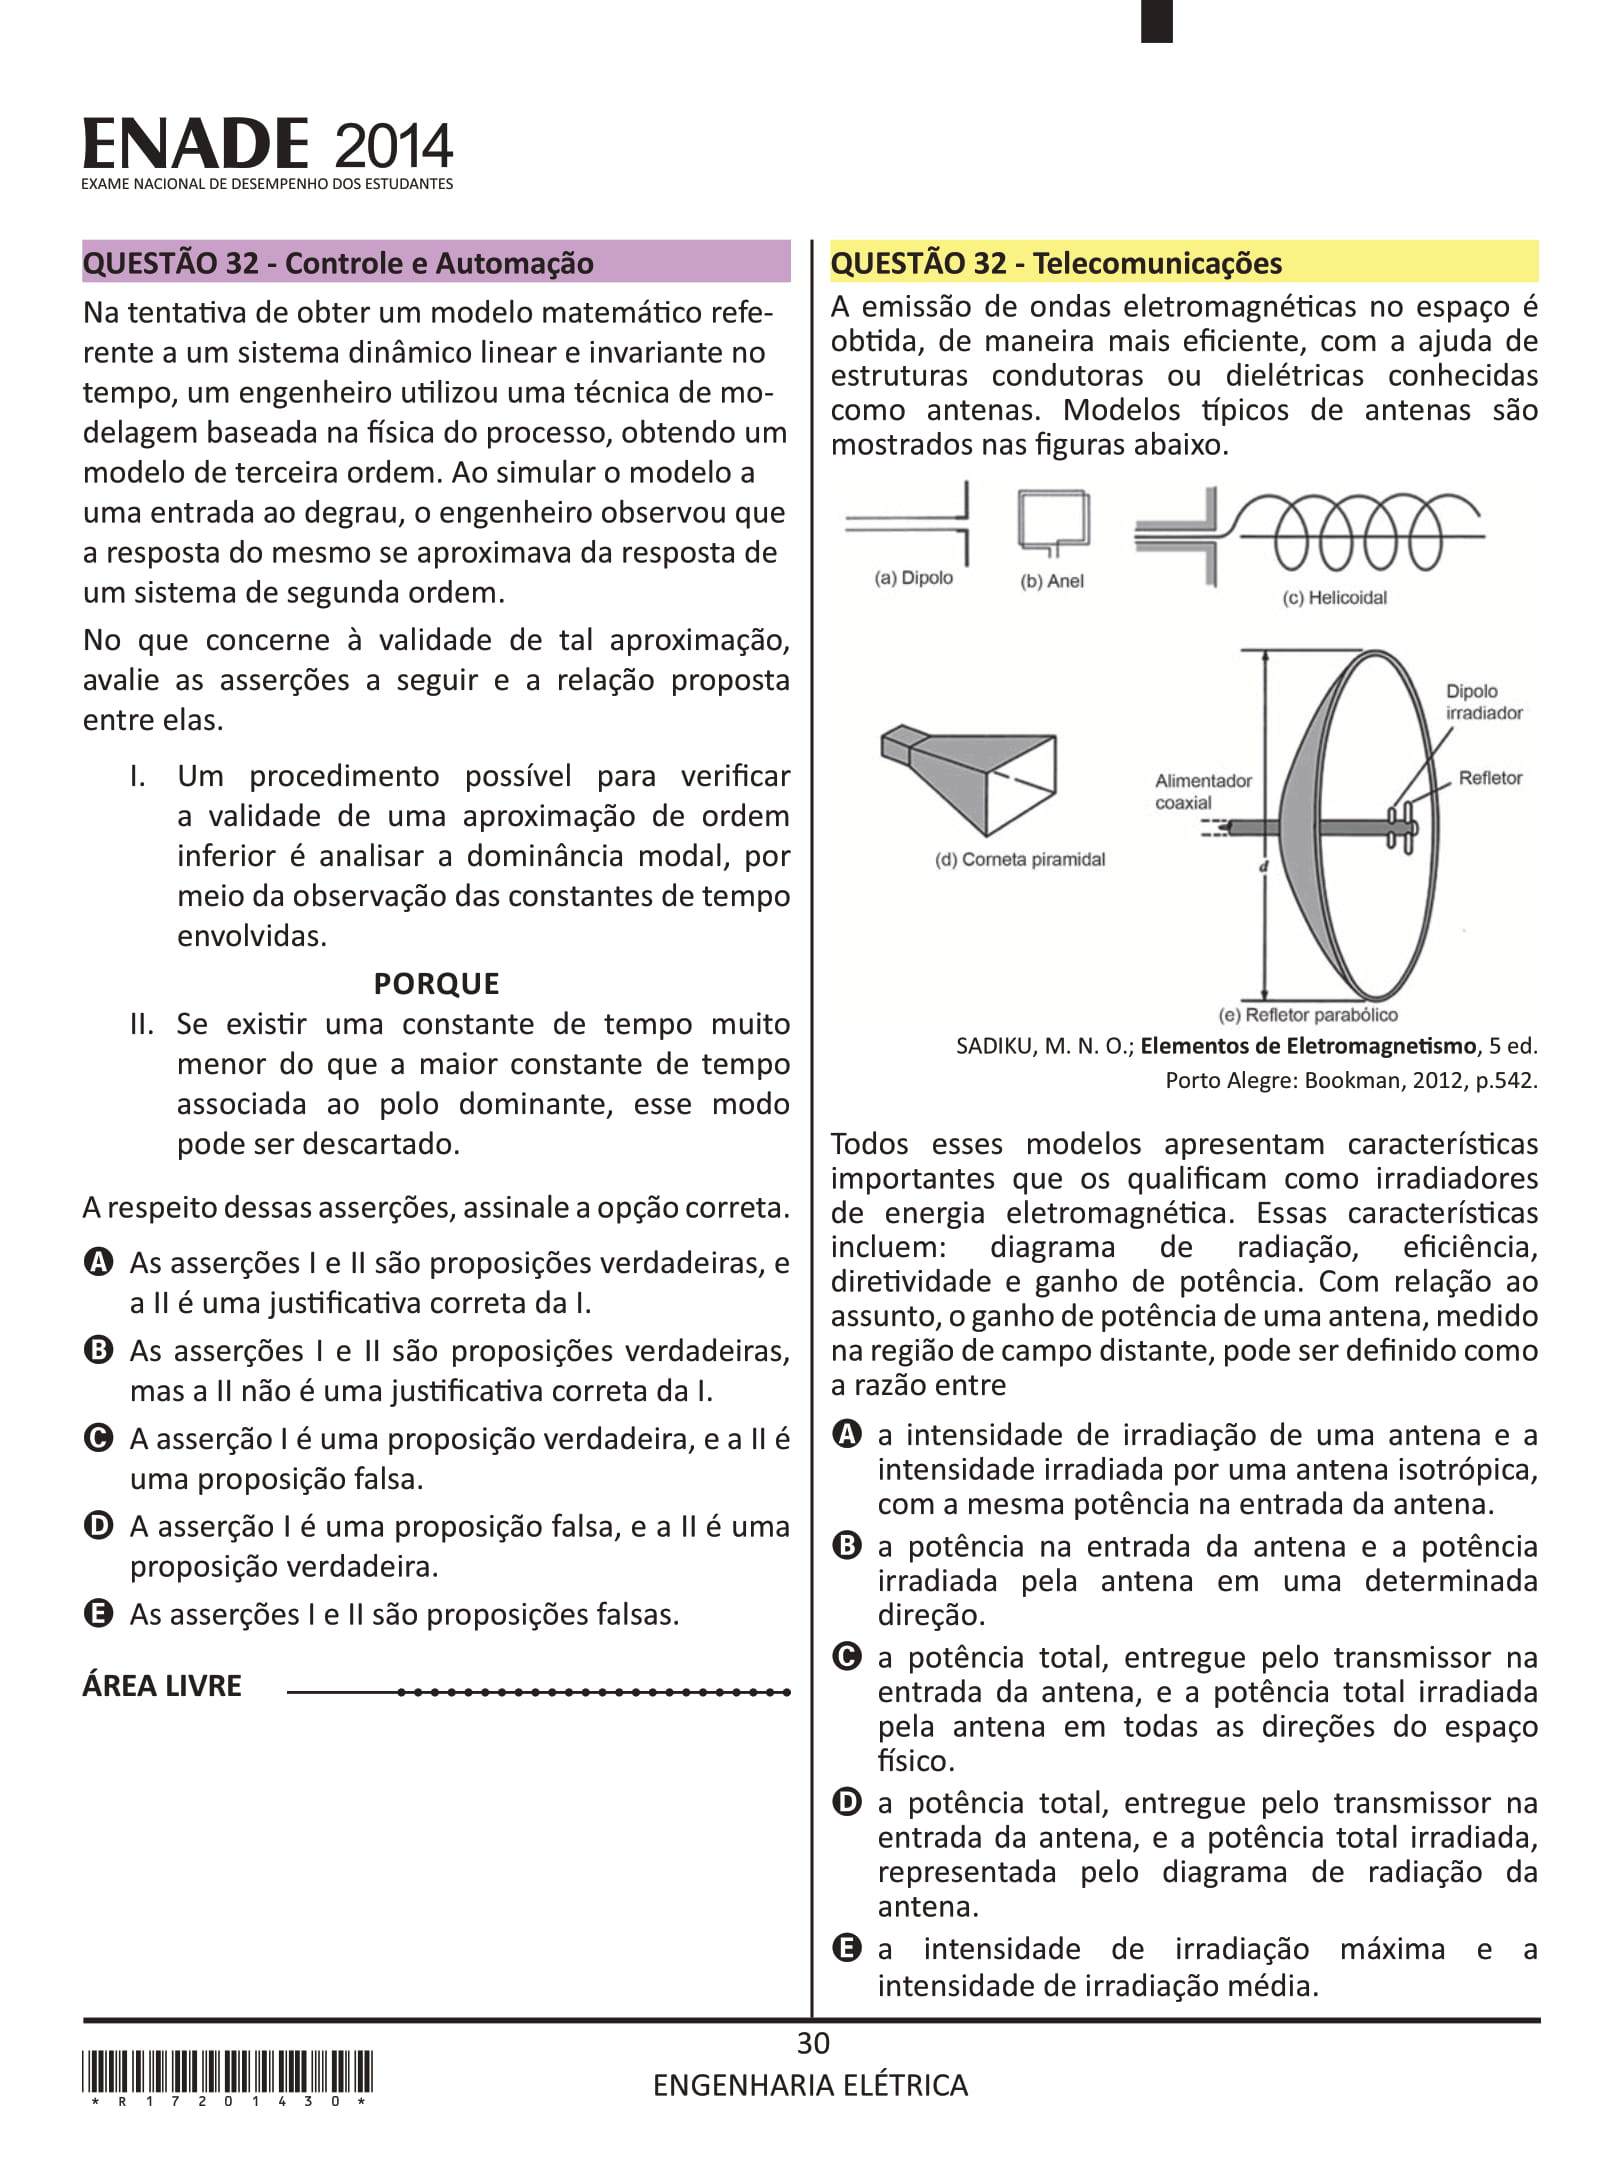 ENADE 2014
EXAME NACIONAL DE DESEMPENHO DOS ESTUDANTES
QUESTÃO 32 - Controle e Automação
Na tentativa de obter um modelo matemático refe-
rente a um sistema dinâmico linear e invariante no
tempo, um engenheiro utilizou uma técnica de mo-
delagem baseada na física do processo, obtendo um
modelo de terceira ordem. Ao simular o modelo a
uma entrada ao degrau, o engenheiro observou que
a resposta do mesmo se aproximava da resposta de
um sistema de segunda ordem.
No que concerne à validade de tal aproximação,
avalie as asserções a seguir e a relação proposta
entre elas.
I. Um procedimento possível para verificar
a validade de uma aproximação de ordem
inferior é analisar a dominância modal, por
meio da observação das constantes de tempo
envolvidas.
PORQUE
II. Se existir uma constante de tempo muito
menor do que a maior constante de tempo
associada ao polo dominante, esse modo
pode ser descartado.
A respeito dessas asserções, assinale a opção correta.
A As asserções I e II são proposições verdadeiras, e
a II é uma justificativa correta da I.
B As asserções I e II são proposições verdadeiras,
mas a II não é uma justificativa correta da I.
C A asserção I é uma proposição verdadeira, e a II é
uma proposição falsa.
D A asserção I é uma proposição falsa, e a II é uma
proposição verdadeira.
E As asserções I e II são proposições falsas.
ÁREA LIVRE
QUESTÃO 32 - Telecomunicações
A emissão de ondas eletromagnéticas no espaço é
obtida, de maneira mais eficiente, com a ajuda de
estruturas condutoras ou dielétricas conhecidas
como antenas. Modelos típicos de antenas são
mostrados nas figuras abaixo.
(a) Dipolo
(b) Anel
(c) Helicoidal
Dipolo
irradiador
Refletor
Alimentador
coaxial
d
(d) Corneta piramidal
(e) Refletor parabólico
SADIKU, M. N. O.; Elementos de Eletromagnetismo, 5 ed.
Porto Alegre: Bookman, 2012, p.542.
Todos esses modelos apresentam características
importantes que os qualificam como irradiadores
de energia eletromagnética. Essas características
incluem: diagrama de radiação, eficiência,
diretividade e ganho de potência. Com relação ao
assunto, o ganho de potência de uma antena, medido
na região de campo distante, pode ser definido como
a razão entre
A a intensidade de irradiação de uma antena e a
intensidade irradiada por uma antena isotrópica,
com a mesma potência na entrada da antena.
B a potência na entrada da antena e a potência
irradiada pela antena em uma determinada
direção.
C a potência total, entregue pelo transmissor na
entrada da antena, e a potência total irradiada
pela antena em todas as direções do espaço
físico.
D a potência total, entregue pelo transmissor na
entrada da antena, e a potência total irradiada,
representada pelo diagrama de radiação da
antena.
E a intensidade de irradiação máxima e a
intensidade de irradiação média.
30
ENGENHARIA ELÉTRICA
* R 1 7 2 0 1 4 3 0 *